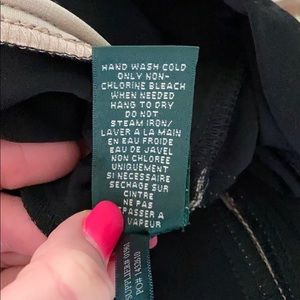 HAND WASH COLD
ONLY NON-
CHLORINE BLEACH
WHEN NEEDED
HANG TO DRY
DO NOT
STEAM IRON/
LAVER A LA MAIN
EN EAU FROIDE
EAU DE JAVEL
NON CHLOREE
UNIQUEMENT
SI NECESSAIRE
SECHAGE SUR
CINTRE
NE PAS
REPASSER A
VAPEUR
PO#